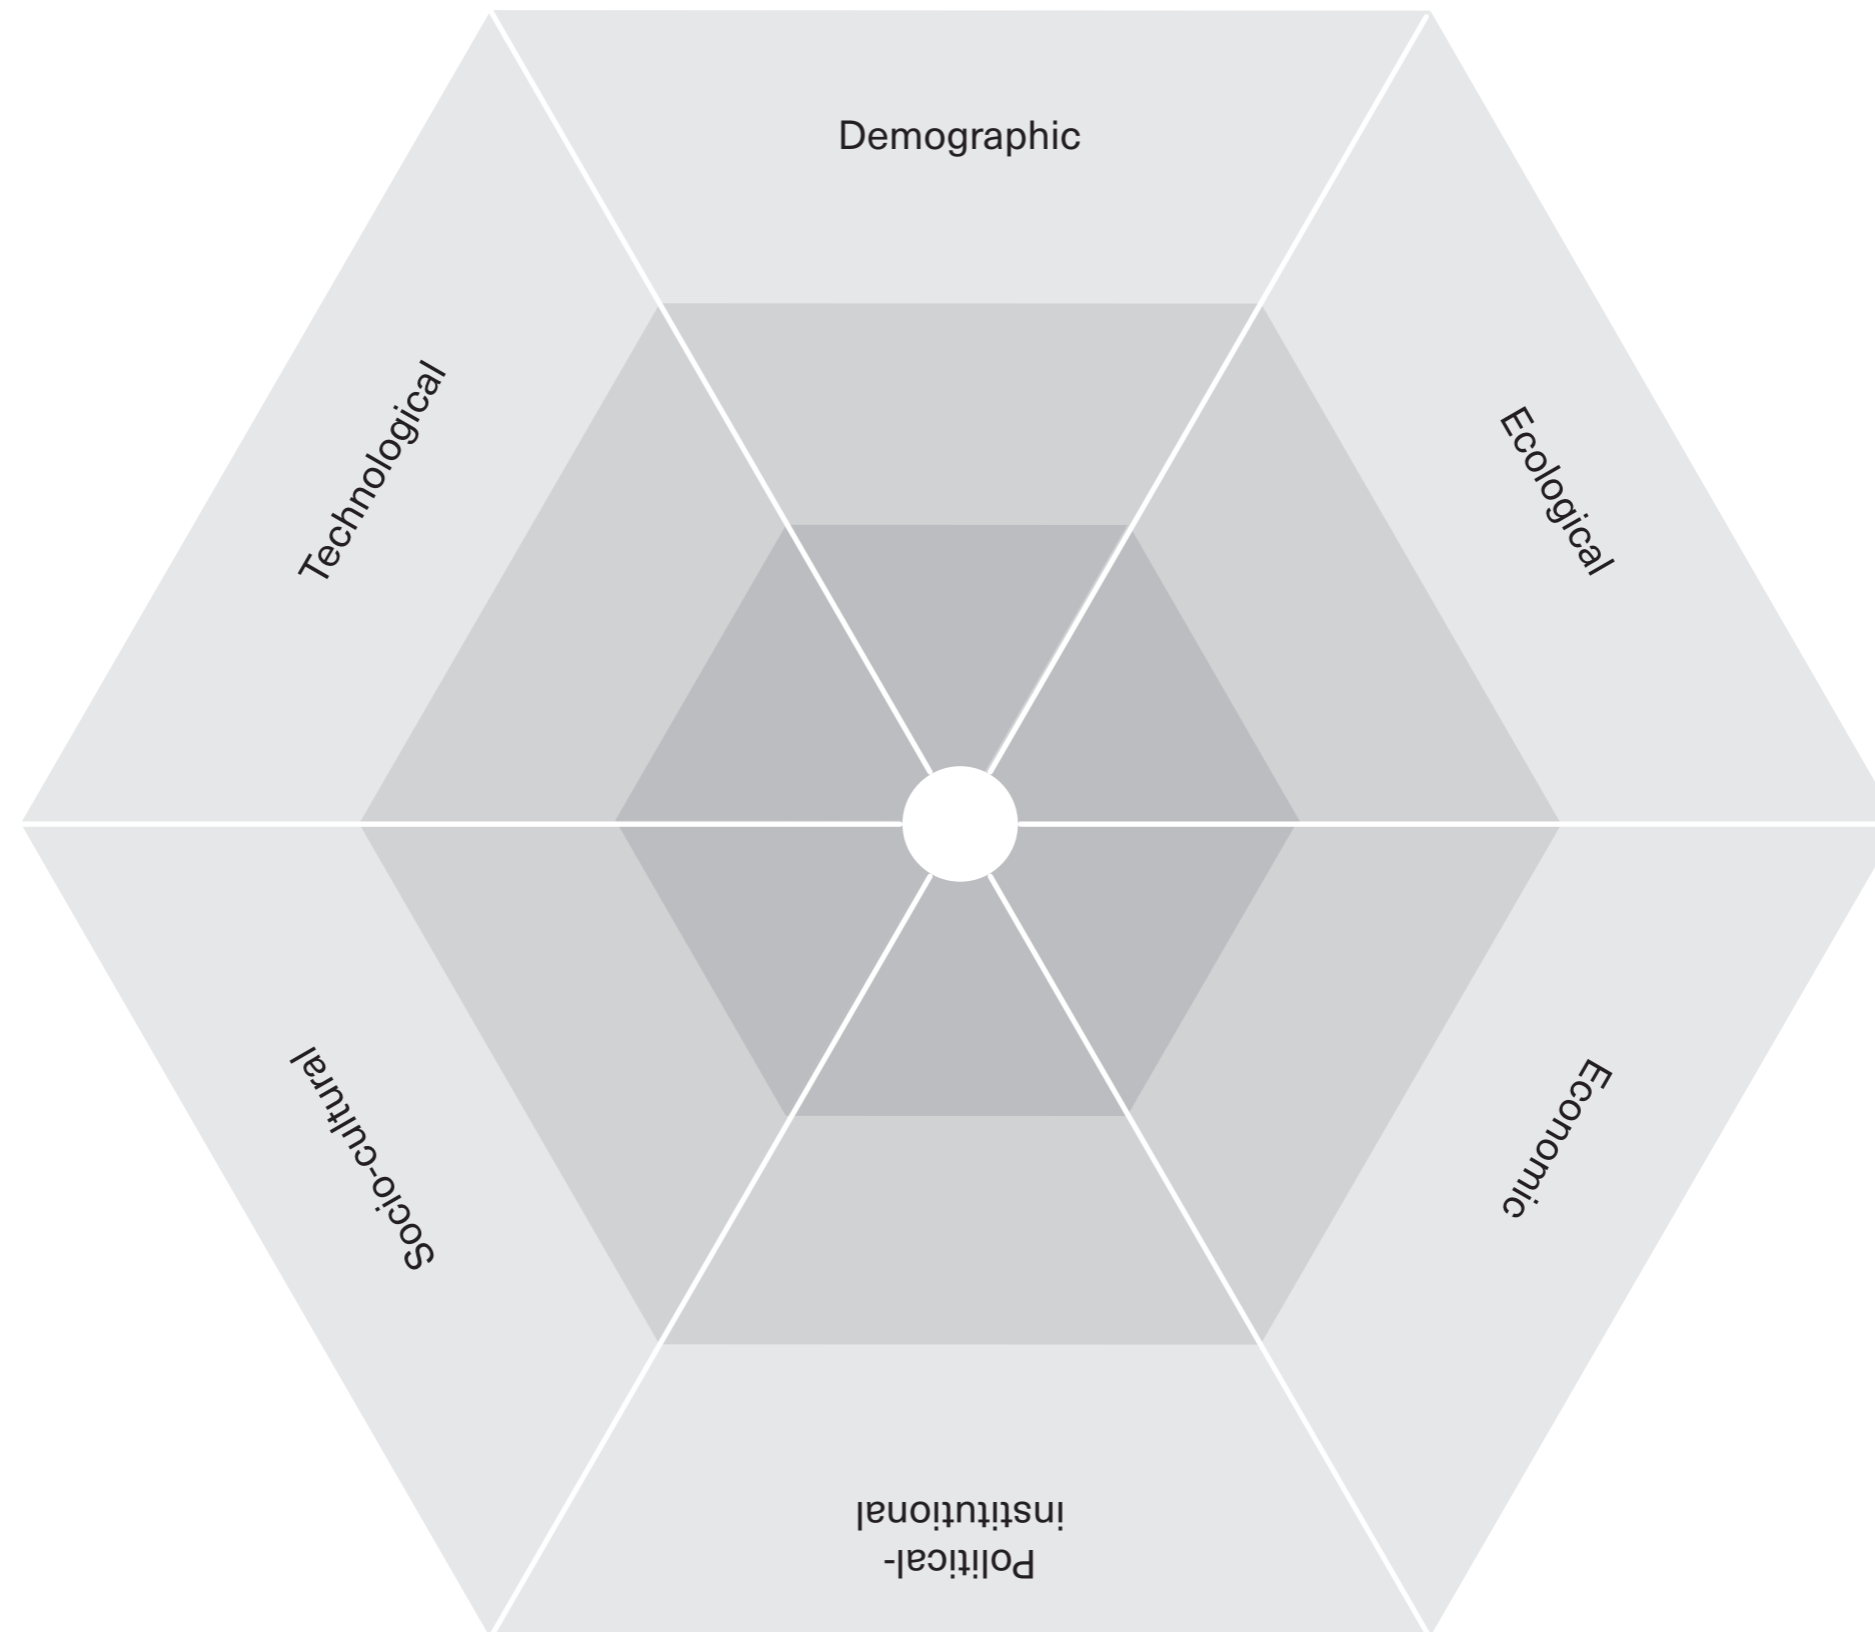 Demographic
Ecological
Economic
Political-
institutional
Socio-cultural
Technological